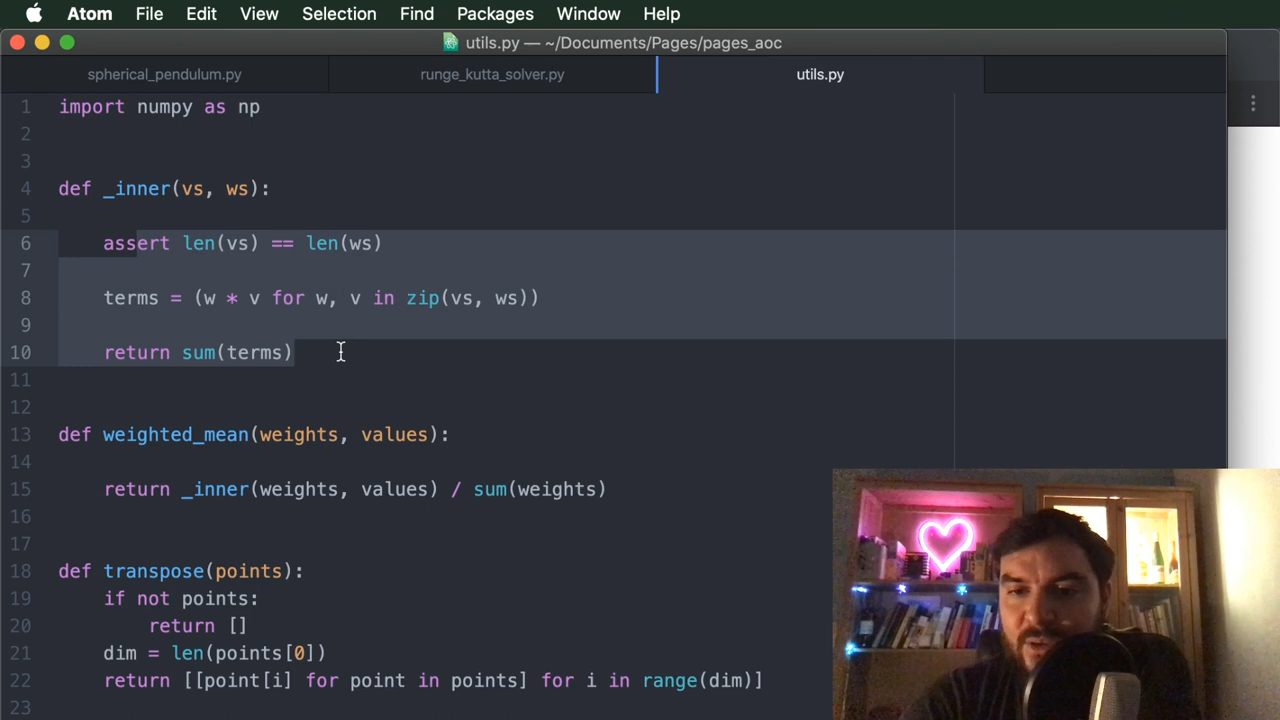 Atom File Edit View Selection Find Packages Window Help
utils.py — ~/Documents/Pages/pages_aoc
spherical_pendulum.py runge_kutta_solver.py utils.py
1 import numpy as np
2
3
4 def _inner(vs, ws):
5
6 assert len(vs) == len(ws)
7
8 terms = (w * v for w, v in zip(vs, ws))
9
10 return sum(terms)
11
12
13 def weighted_mean(weights, values):
14
15 return _inner(weights, values) / sum(weights)
16
17
18 def transpose(points):
19 if not points:
20 return []
21 dim = len(points[0])
22 return [[point[i] for point in points] for i in range(dim)]
23